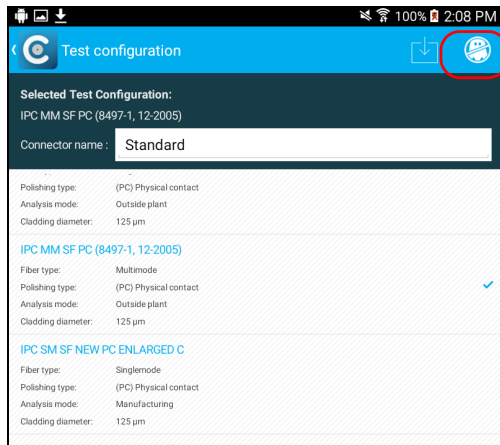 100% 2:08 PM
Test configuration
Selected Test Configuration:
IPC MM SF PC (8497-1, 12-2005)
Connector name : Standard
Polishing type: (PC) Physical contact
Analysis mode: Outside plant
Cladding diameter: 125 µm
IPC MM SF PC (8497-1, 12-2005)
Fiber type: Multimode
Polishing type: (PC) Physical contact
Analysis mode: Outside plant
Cladding diameter: 125 µm
IPC SM SF NEW PC ENLARGED C
Fiber type: Singlemode
Polishing type: (PC) Physical contact
Analysis mode: Manufacturing
Cladding diameter: 125 µm